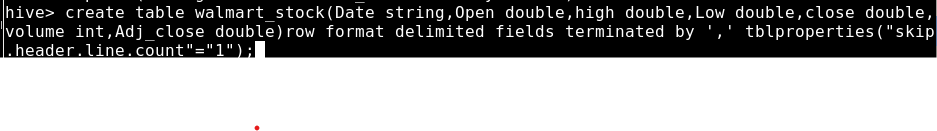 hive> create table walmart_stock(Date string,Open double,high double,Low double,close double,
volume int,Adj_close double)row format delimited fields terminated by ',' tblproperties("skip
.header.line.count"="1");